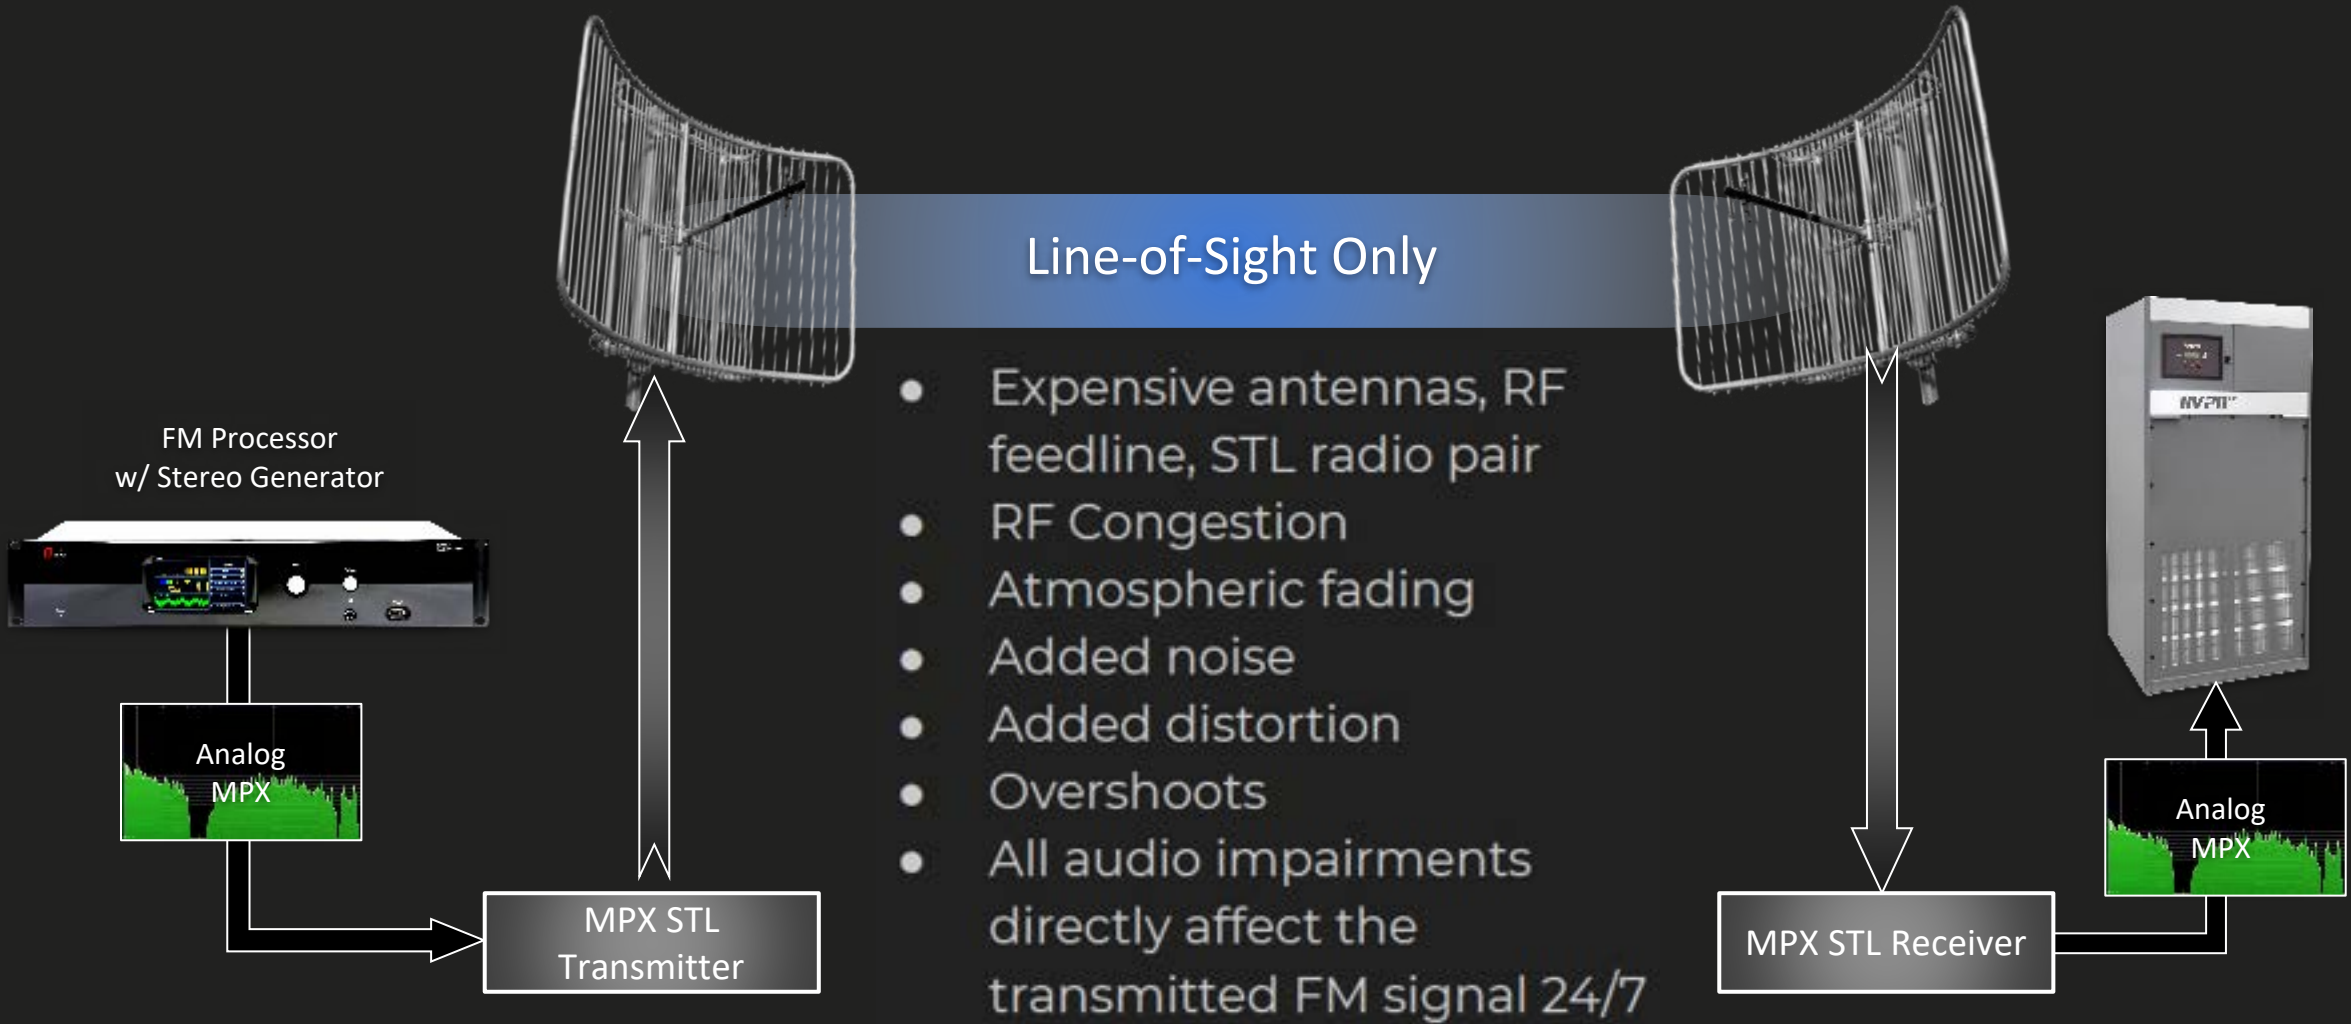 Line-of-Sight Only
FM Processor
w/ Stereo Generator
Analog
MPX
MPX STL
Transmitter
● Expensive antennas, RF
feedline, STL radio pair
● RF Congestion
● Atmospheric fading
● Added noise
● Added distortion
● Overshoots
● All audio impairments
directly affect the
transmitted FM signal 24/7
MPX STL Receiver
Analog
MPX